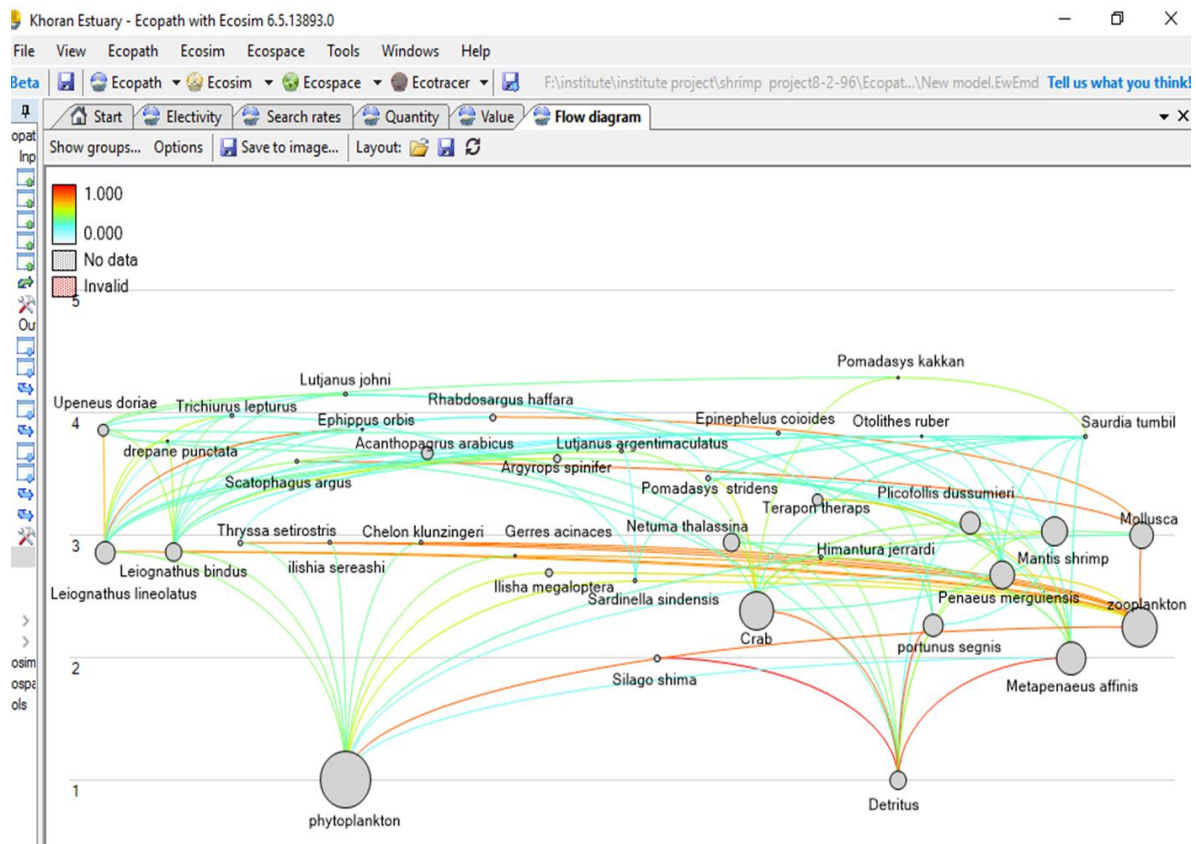 Khoran Estuary - Ecopath with Ecosim 6.5.13893.0
File View Ecopath Ecosim Ecospace Tools Windows Help
Beta Ecopath Ecosim Ecospace Ecotracer F:\institute\institute project\shrimp project8-2-96\Ecopat...\New model.EwEmd Tell us what you think!
Start Electivity Search rates Quantity Value Flow diagram
opat
Inp
Show groups... Options Save to image... Layout:
1.000
0.000
No data
Invalid
5
Ou
Pomadasys kakkan
Lutjanus johni
Upeneus doriae Trichiurus lepturus Rhabdosargus haffara
4 Ephippus orbis Epinephelus coioides Otolithes ruber Saurdia tumbil
drepane punctata Acanthopagrus arabicus Lutjanus argentimaculatus
Scatophagus argus Argyrops spinifer
Pomadasys stridens Plicofollis dussumieri
Terapon theraps
Thryssa setirostris Chelon klunzingeri Gerres acinaces Netuma thalassina Mollusca
3 Himantura jerrardi Mantis shrimp
Leiognathus bindus ilishia sereashi
Leiognathus lineolatus Ilisha megaloptera Sardinella sindensis Penaeus merguiensis zooplankton
Crab portunus segnis
2
Silago shima Metapenaeus affinis
osim
ospa
ols
1
phytoplankton Detritus